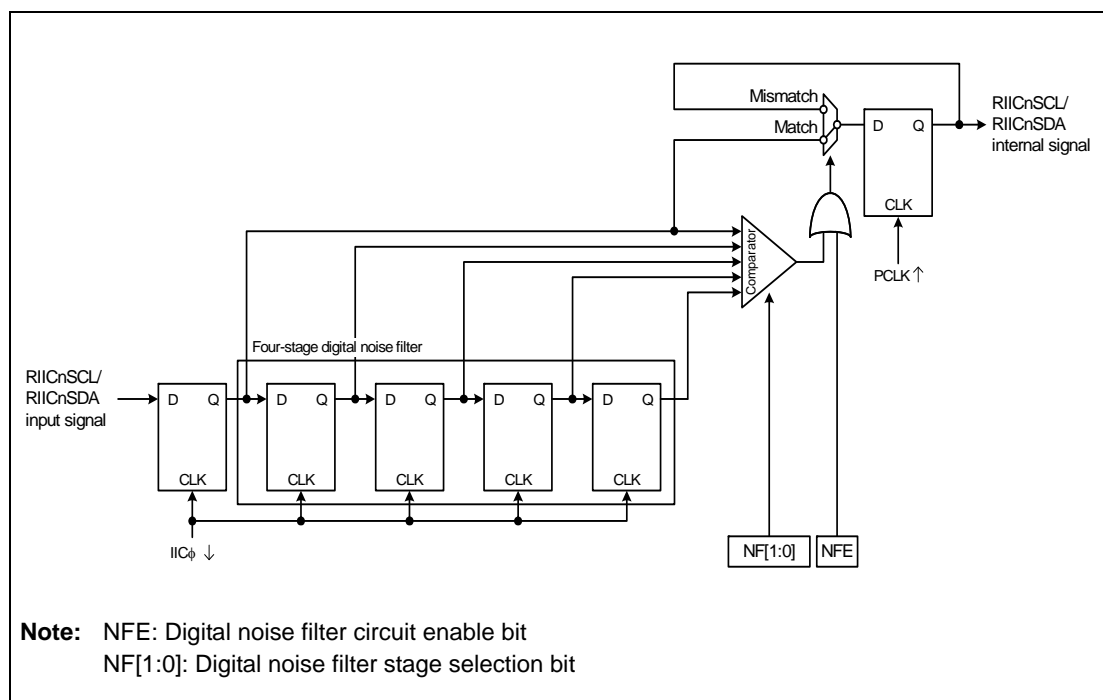 Mismatch
Match
D Q
CLK
PCLK ↑
RIICnSCL/
RIICnSDA
internal signal
Comparator
Four-stage digital noise filter
RIICnSCL/
RIICnSDA
input signal
D Q
CLK
D Q
CLK
D Q
CLK
D Q
CLK
D Q
CLK
IICφ ↓
NF[1:0]
NFE
Note: NFE: Digital noise filter circuit enable bit
NF[1:0]: Digital noise filter stage selection bit